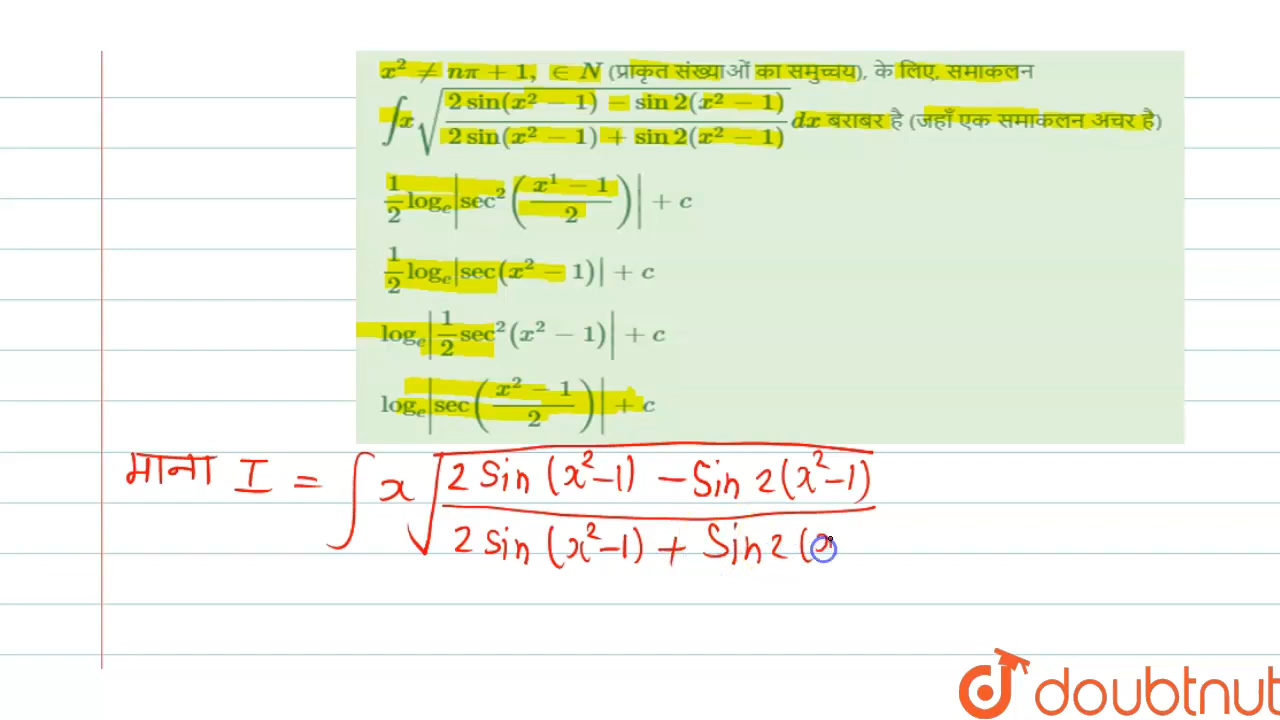 x² ≠ nπ + 1, ∈ N (प्राकृत संख्याओं का समुच्चय), के लिए, समाकलन
∫x√((2 sin(x² − 1) − sin 2(x² − 1))/(2 sin(x² − 1) + sin 2(x² − 1))) dx बराबर है (जहाँ एक समाकलन अचर है)
1/2 logₑ|sec²((x¹ − 1)/2)| + c
1/2 logₑ|sec(x² − 1)| + c
logₑ|1/2 sec²(x² − 1)| + c
logₑ|sec((x² − 1)/2)| + c
माना I = ∫ x √((2 Sin (x²−1) − Sin 2(x²−1))/(2 Sin (x²−1) + Sin 2 (x
doubtnut